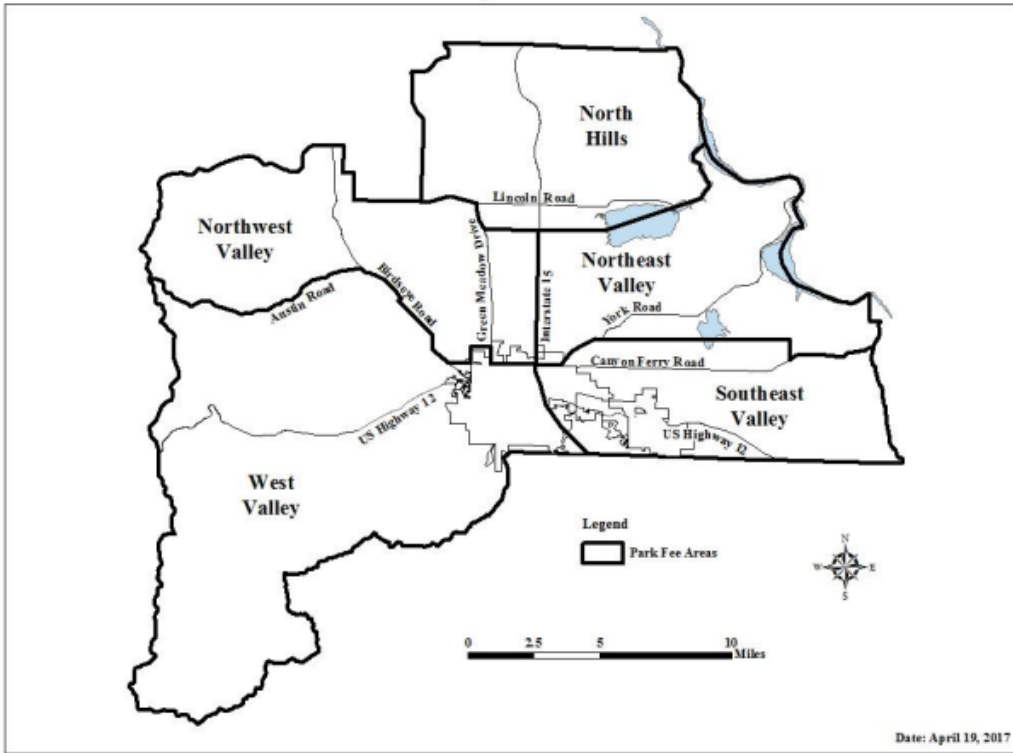 North
Hills
Lincoln Road
Northwest
Valley
Green Meadow Drive
Birdseye Road
Austin Road
Interstate 15
Northeast
Valley
York Road
Canyon Ferry Road
Southeast
Valley
US Highway 12
US Highway 12
West
Valley
Legend
Park Fee Areas
N
W
E
S
0
2.5
5
10
Miles
Date: April 19, 2017